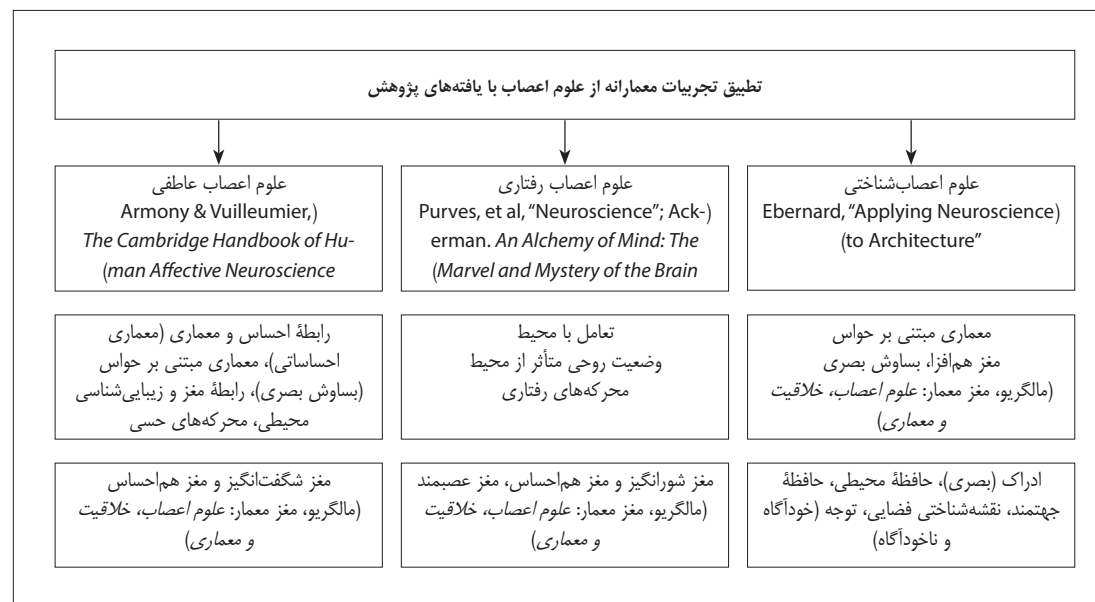 تطبیق تجربیات معمارانه از علوم اعصاب با یافته‌های پژوهش
علوم اعصاب‌شناختی
Ebernard, “Applying Neuroscience)
(to Architecture”
معماری مبتنی بر حواس
مغز هم‌افزا، بساوش بصری
(مالگریو، مغز معمار: علوم اعصاب، خلاقیت
و معماری)
ادراک (بصری)، حافظهٔ محیطی، حافظهٔ
جهتمند، نقشه‌شناختی فضایی، توجه (خودآگاه
و ناخودآگاه)
علوم اعصاب رفتاری
Purves, et al, “Neuroscience”; Ack-)
erman. An Alchemy of Mind: The
(Marvel and Mystery of the Brain
تعامل با محیط
وضعیت روحی متأثر از محیط
محرکه‌های رفتاری
مغز شورانگیز و مغز هم‌احساس، مغز عصبمند
(مالگریو، مغز معمار: علوم اعصاب، خلاقیت
و معماری)
علوم اعصاب عاطفی
Armony & Vuilleumier,)
The Cambridge Handbook of Hu-
(man Affective Neuroscience
رابطهٔ احساس و معماری (معماری
احساساتی)، معماری مبتنی بر حواس
(بساوش بصری)، رابطهٔ مغز و زیبایی‌شناسی
محیطی، محرکه‌های حسی
مغز شگفت‌انگیز و مغز هم‌احساس
(مالگریو، مغز معمار: علوم اعصاب، خلاقیت
و معماری)